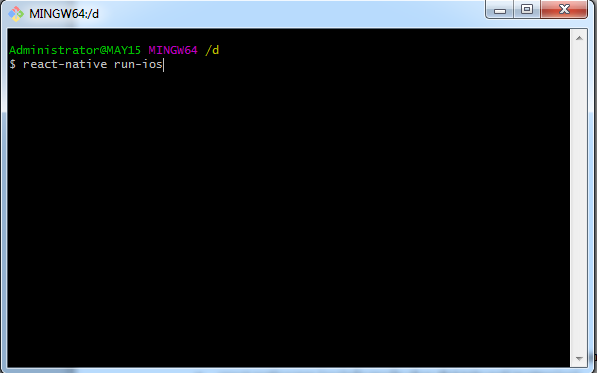 MINGW64:/d
Administrator@MAY15 MINGW64 /d
$ react-native run-ios